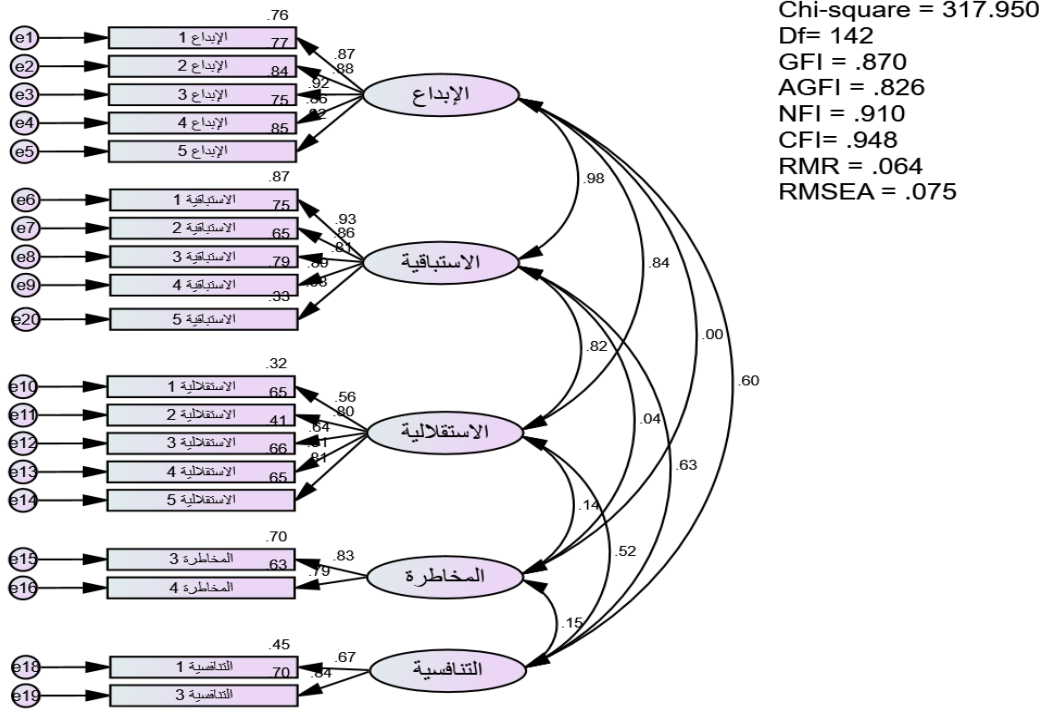 Chi-square = 317.950
Df= 142
GFI = .870
AGFI = .826
NFI = .910
CFI= .948
RMR = .064
RMSEA = .075
.76
e1
الإبداع 1
.87
.77
e2
الإبداع 2
.88
.84
e3
الإبداع 3
.92
.75
e4
الإبداع 4
.85
e5
الإبداع 5
الإبداع
.87
e6
الاستباقية 1
.93
.75
e7
الاستباقية 2
.86
.65
e8
الاستباقية 3
.81
.79
e9
الاستباقية 4
.89
.33
e20
الاستباقية 5
الاستباقية
.32
e10
الاستقلالية 1
.56
.65
e11
الاستقلالية 2
.80
.41
e12
الاستقلالية 3
.64
.66
e13
الاستقلالية 4
.81
.65
e14
الاستقلالية 5
.81
الاستقلالية
.70
e15
المخاطرة 3
.83
.63
e16
المخاطرة 4
.79
المخاطرة
.45
e18
التنافسية 1
.67
.70
e19
التنافسية 3
.84
التنافسية
.98
.84
.82
.00
.60
.04
.63
.14
.52
.15